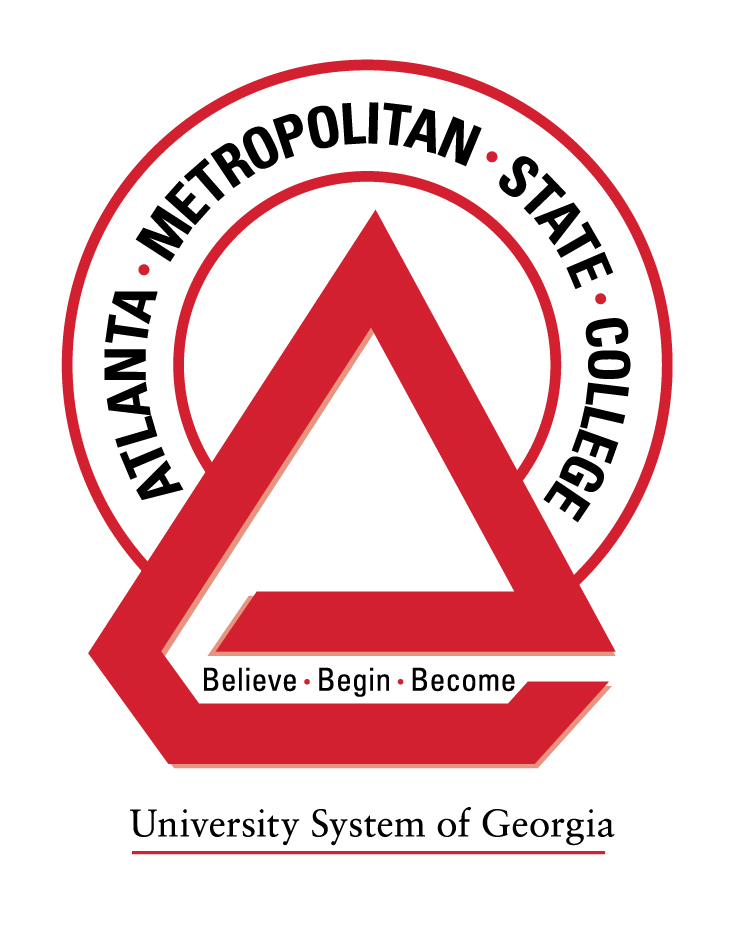 ATLANTA · METROPOLITAN · STATE · COLLEGE
Believe · Begin · Become
University System of Georgia